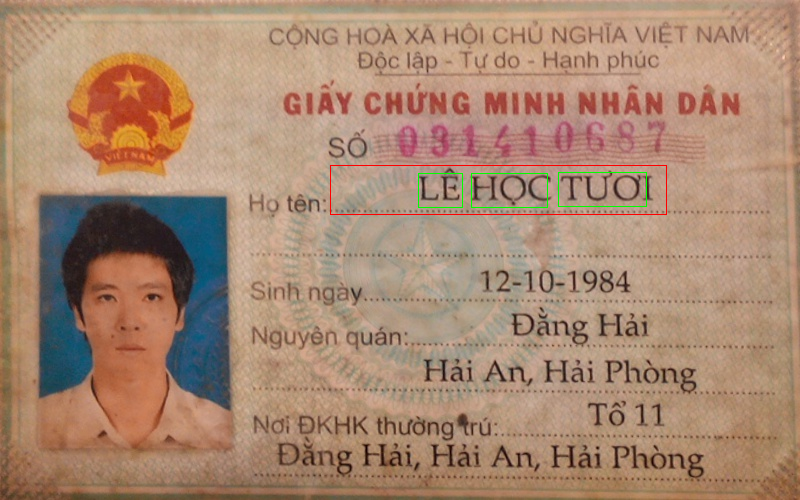 CỘNG HOÀ XÃ HỘI CHỦ NGHĨA VIỆT NAM
Độc lập - Tự do - Hạnh phúc
GIẤY CHỨNG MINH NHÂN DÂN
SỐ 031410687
VIỆT NAM
Họ tên: LÊ HỌC TƯƠI
Sinh ngày 12-10-1984
Nguyên quán: Đằng Hải
Hải An, Hải Phòng
Nơi ĐKHK thường trú: Tổ 11
Đằng Hải, Hải An, Hải Phòng